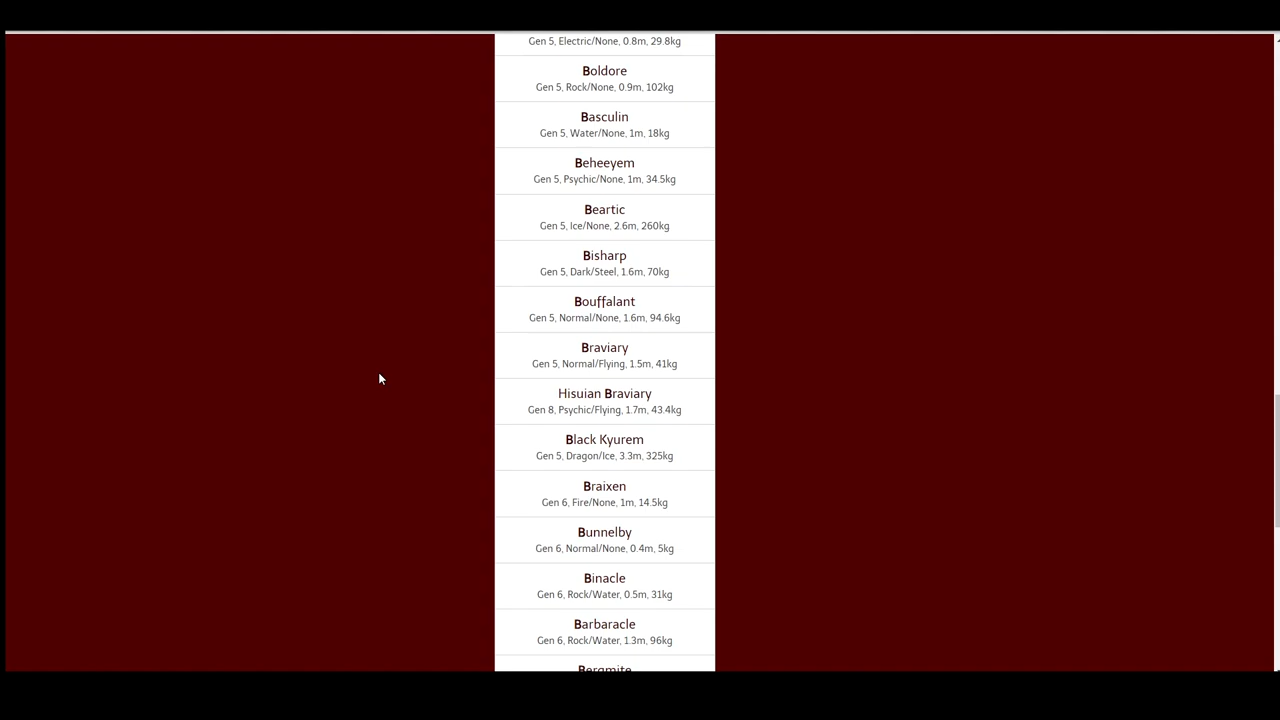 Gen 5, Electric/None, 0.8m, 29.8kg
Boldore
Gen 5, Rock/None, 0.9m, 102kg
Basculin
Gen 5, Water/None, 1m, 18kg
Beheeyem
Gen 5, Psychic/None, 1m, 34.5kg
Beartic
Gen 5, Ice/None, 2.6m, 260kg
Bisharp
Gen 5, Dark/Steel, 1.6m, 70kg
Bouffalant
Gen 5, Normal/None, 1.6m, 94.6kg
Braviary
Gen 5, Normal/Flying, 1.5m, 41kg
Hisuian Braviary
Gen 8, Psychic/Flying, 1.7m, 43.4kg
Black Kyurem
Gen 5, Dragon/Ice, 3.3m, 325kg
Braixen
Gen 6, Fire/None, 1m, 14.5kg
Bunnelby
Gen 6, Normal/None, 0.4m, 5kg
Binacle
Gen 6, Rock/Water, 0.5m, 31kg
Barbaracle
Gen 6, Rock/Water, 1.3m, 96kg
Bergmite